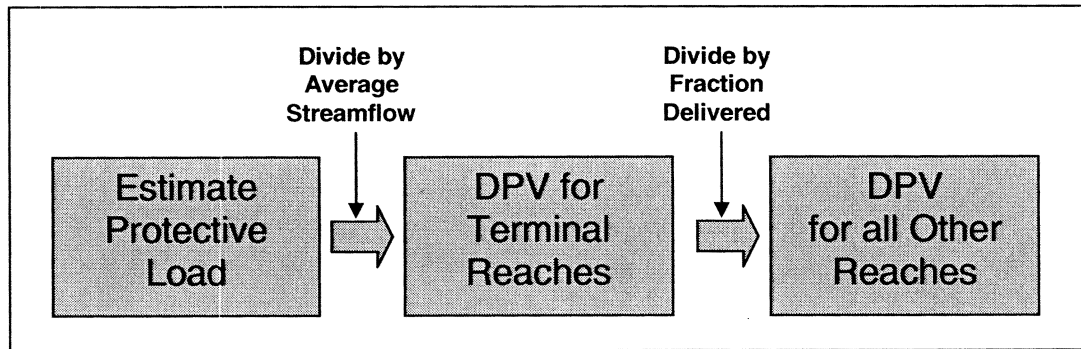 Divide by
Average
Streamflow
Divide by
Fraction
Delivered
Estimate
Protective
Load
DPV for
Terminal
Reaches
DPV
for all Other
Reaches